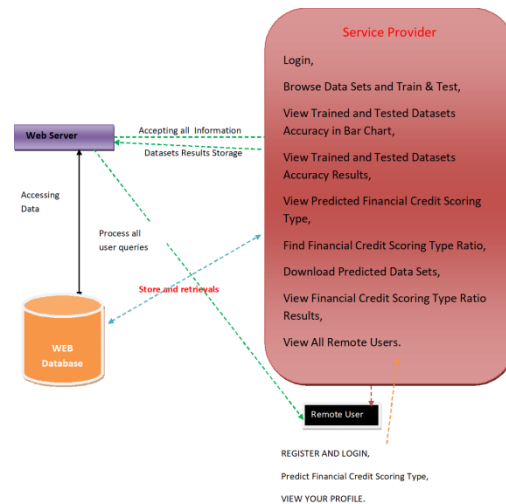 Service Provider
Login,
Browse Data Sets and Train & Test,
View Trained and Tested Datasets
Accuracy in Bar Chart,
View Trained and Tested Datasets
Accuracy Results,
View Predicted Financial Credit Scoring
Type,
Find Financial Credit Scoring Type Ratio,
Download Predicted Data Sets,
View Financial Credit Scoring Type Ratio
Results,
View All Remote Users.
Web Server
Accepting all Information
Datasets Results Storage
Accessing
Data
Process all
user queries
Store and retrievals
WEB
Database
Remote User
REGISTER AND LOGIN,
Predict Financial Credit Scoring Type,
VIEW YOUR PROFILE.